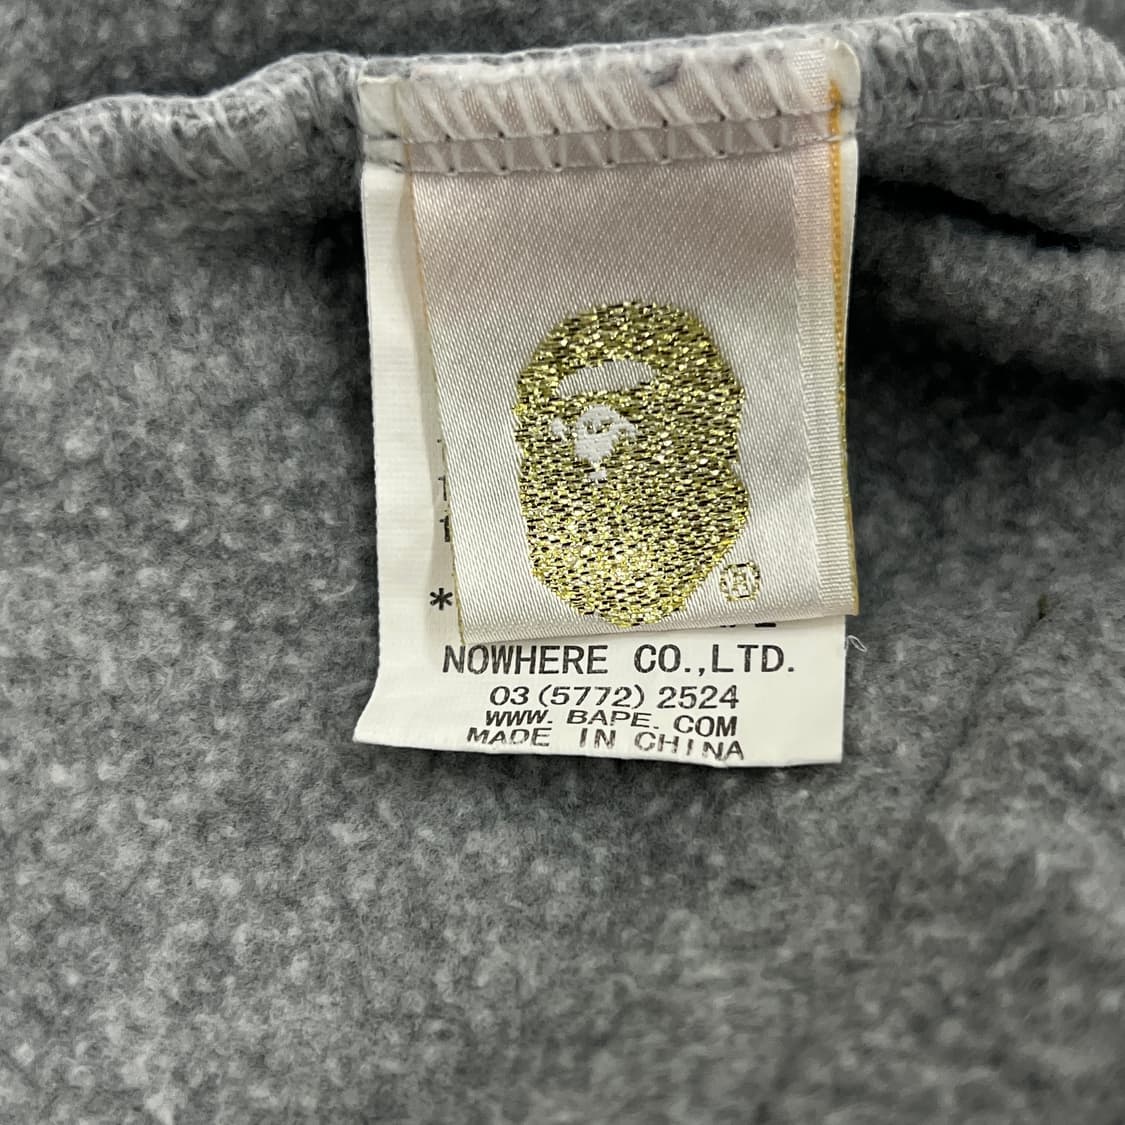 *
NOWHERE CO.,LTD.
03 (5772) 2524
WWW. BAPE. COM
MADE IN CHINA